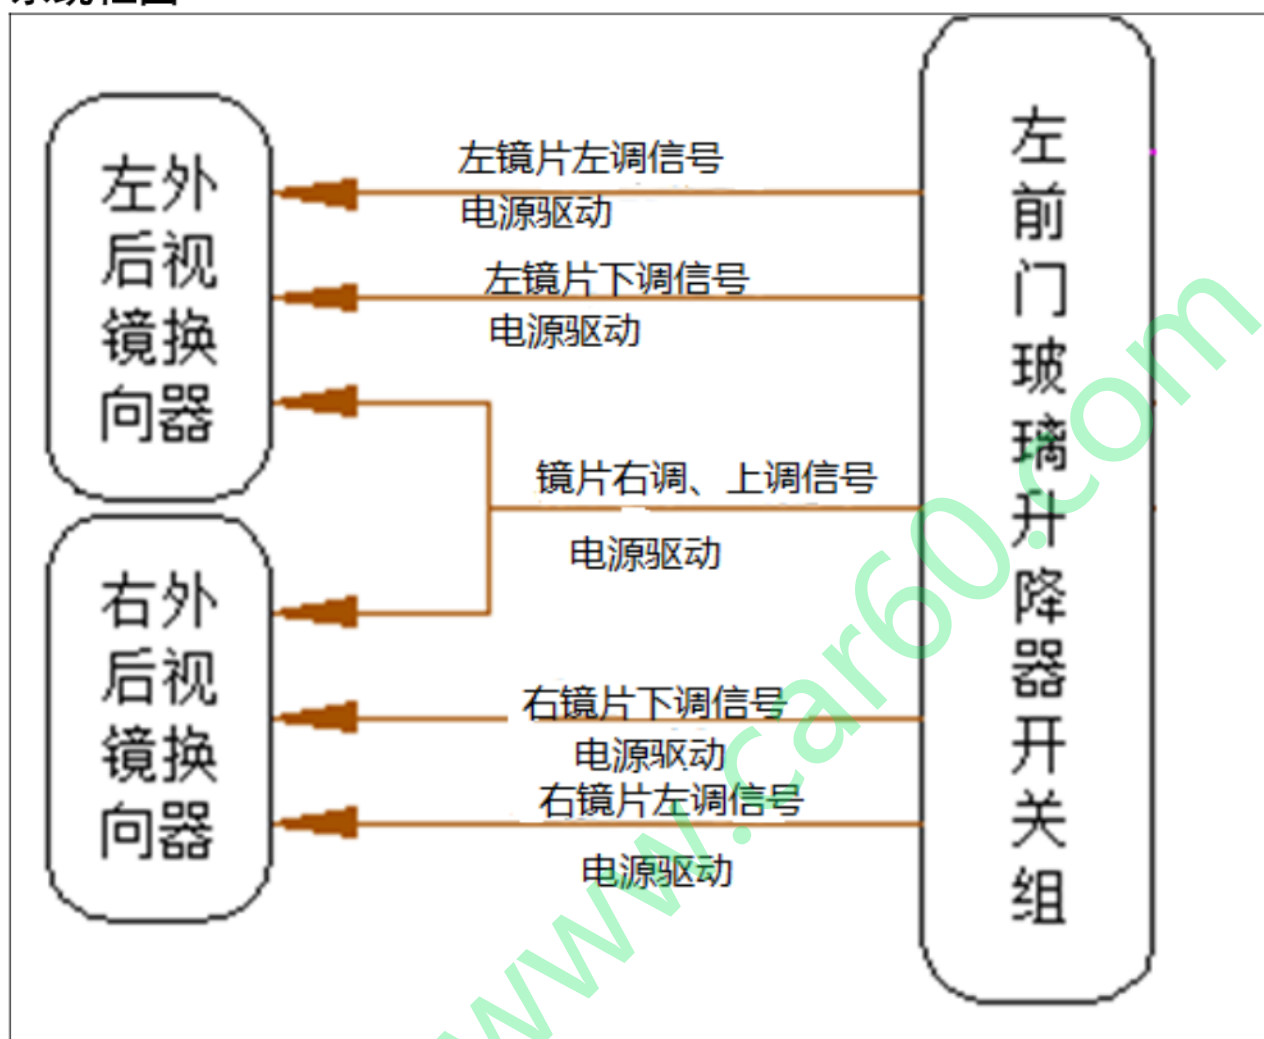 系统框图
左外
后视
镜换
向器
左镜片左调信号
电源驱动
左镜片下调信号
电源驱动
镜片右调、上调信号
电源驱动
右外
后视
镜换
向器
右镜片下调信号
电源驱动
右镜片左调信号
电源驱动
左前门玻璃升降器开关组
www.car60.com